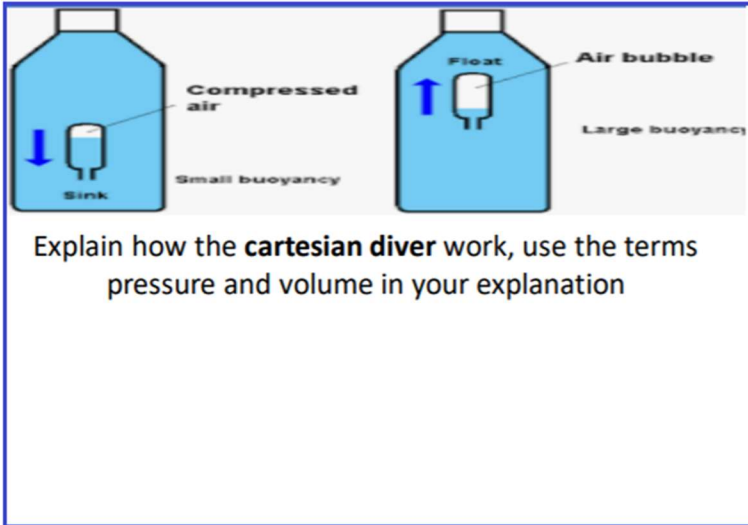 Compressed
air
Small buoyancy
Sink
Float
Air bubble
Large buoyancy
Explain how the cartesian diver work, use the terms
pressure and volume in your explanation